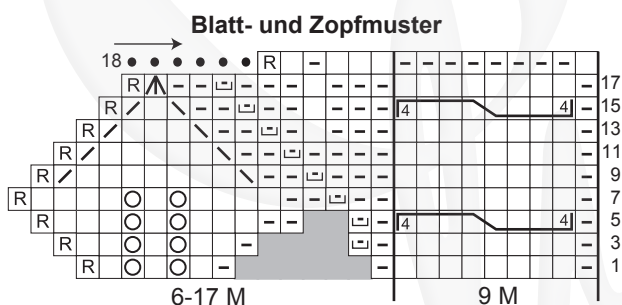 Blatt- und Zopfmuster
18 R
R 17
R 4 4 15
R 13
R 11
R 9
R 7
R 4 4 5
R 3
R 1
6-17 M 9 M